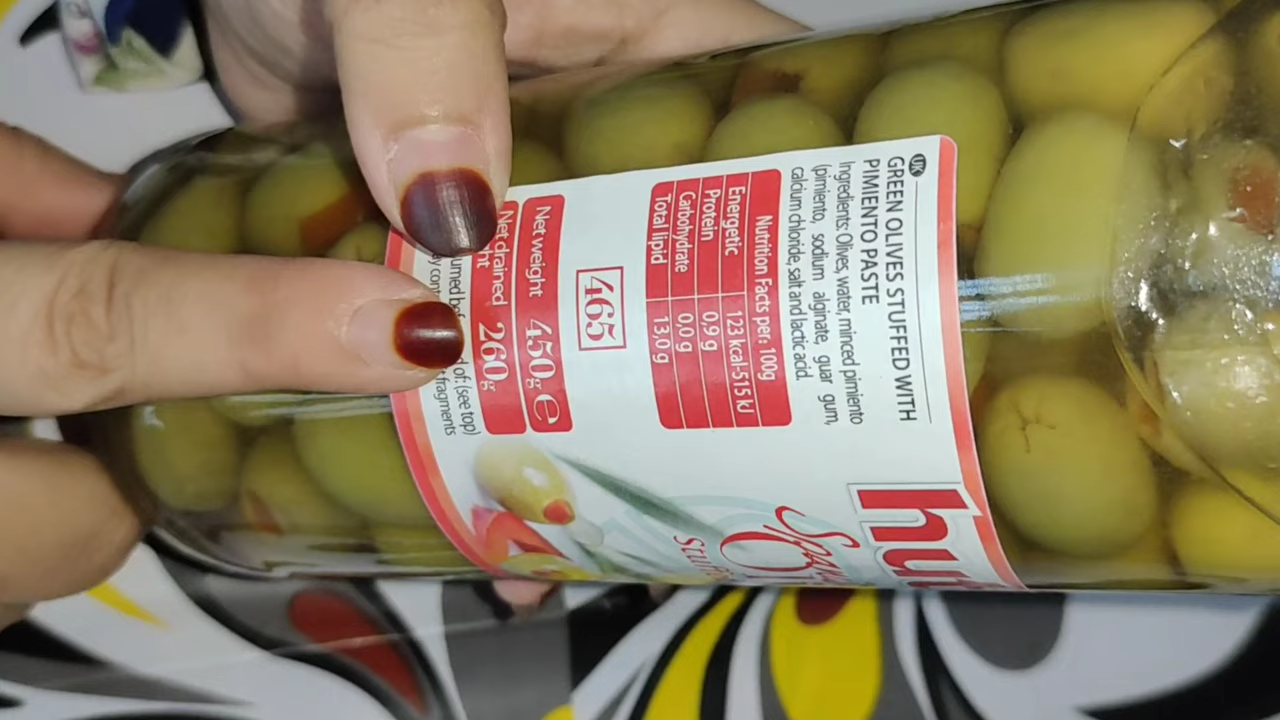 UK
GREEN OLIVES STUFFED WITH
PIMIENTO PASTE
Ingredients: Olives, water, minced pimiento
(pimiento, sodium alginate, guar gum,
calcium chloride, salt and lactic acid.
Nutrition Facts per: 100g
Energetic 123 kcal-515 kJ
Protein 0,9 g
Carbohydrate 0,0 g
Total lipid 13,0 g
465
Net weight 450g e
Net drained 260g
of: (see top)
fragments
hu